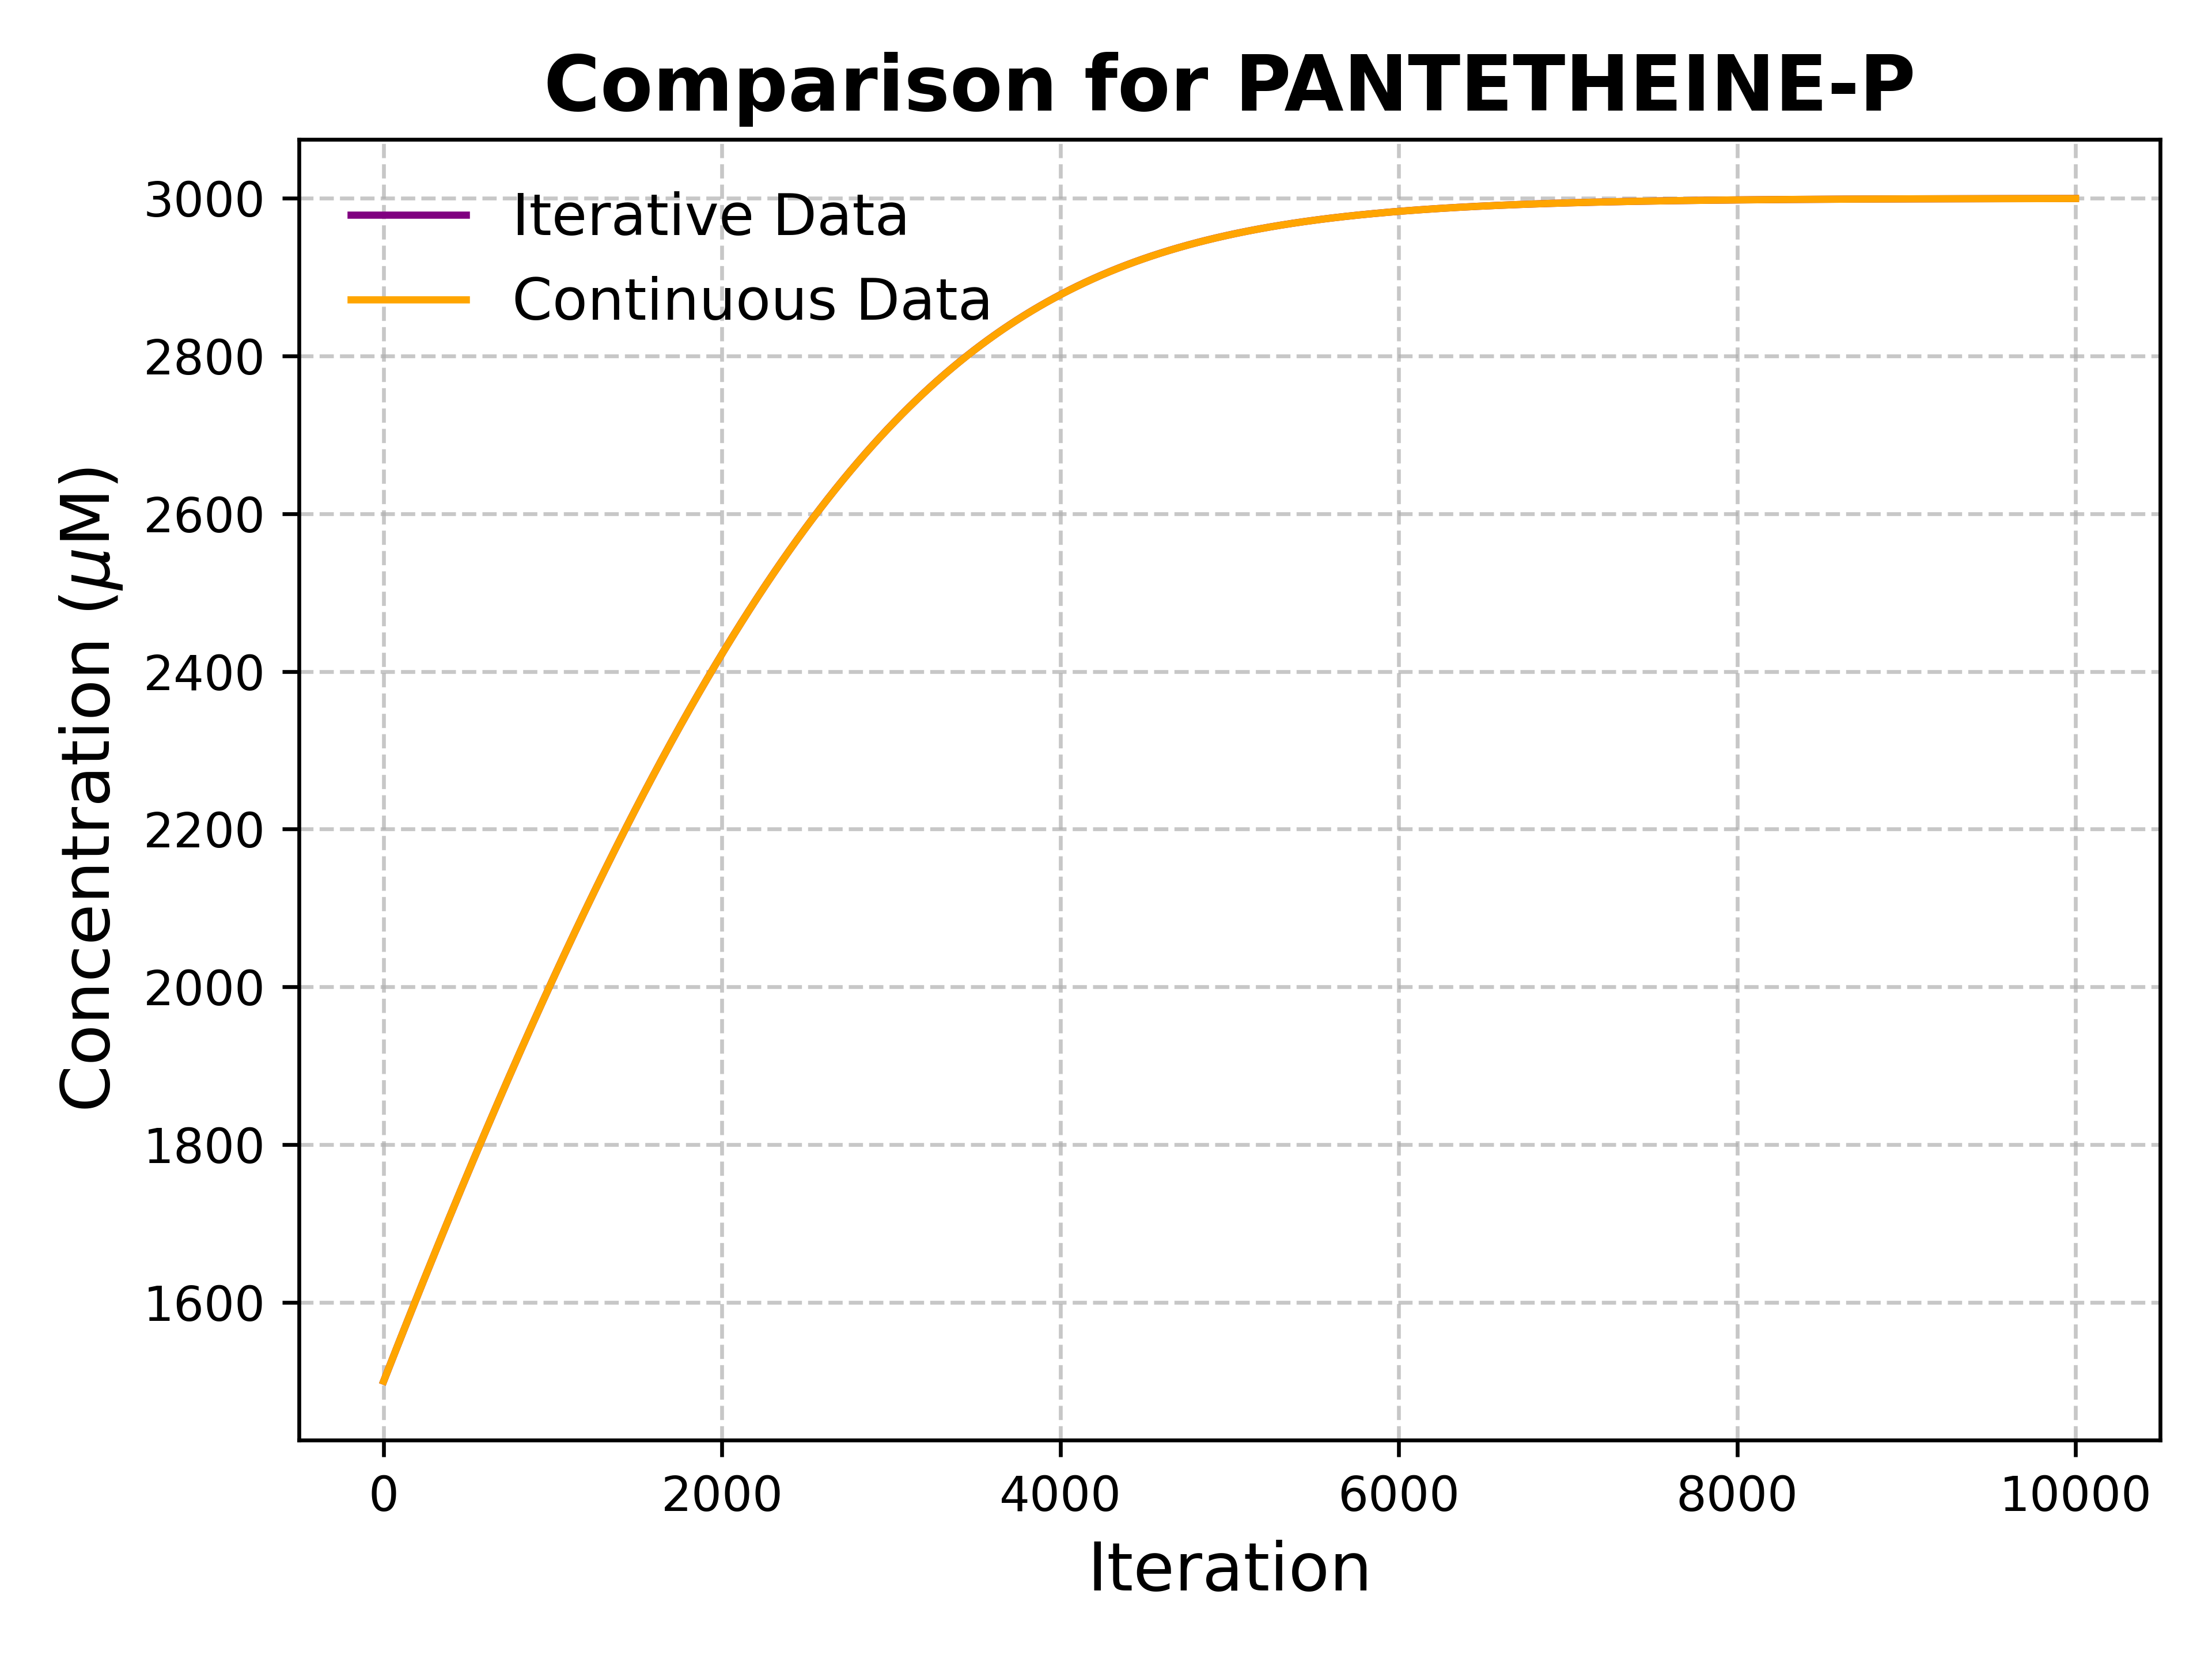 Comparison for PANTETHEINE-P
Iterative Data
Continuous Data
Concentration (μM)
3000
2800
2600
2400
2200
2000
1800
1600
0 2000 4000 6000 8000 10000
Iteration